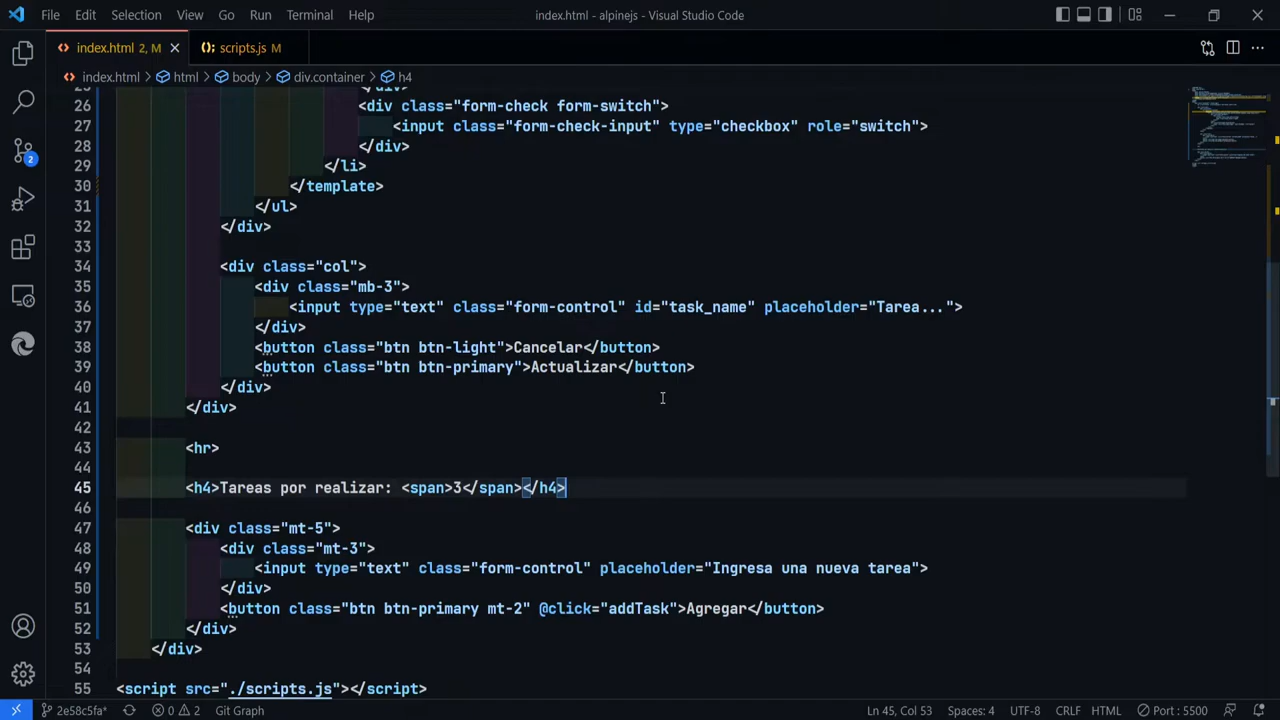 File Edit Selection View Go Run Terminal Help index.html - alpinejs - Visual Studio Code
index.html 2, M scripts.js M
index.html > html > body > div.container > h4
25 </div>
26 <div class="form-check form-switch">
27 <input class="form-check-input" type="checkbox" role="switch">
28 </div>
29 </li>
30 </template>
31 </ul>
32 </div>
33
34 <div class="col">
35 <div class="mb-3">
36 <input type="text" class="form-control" id="task_name" placeholder="Tarea...">
37 </div>
38 <button class="btn btn-light">Cancelar</button>
39 <button class="btn btn-primary">Actualizar</button>
40 </div>
41 </div>
42
43 <hr>
44
45 <h4>Tareas por realizar: <span>3</span></h4>
46
47 <div class="mt-5">
48 <div class="mt-3">
49 <input type="text" class="form-control" placeholder="Ingresa una nueva tarea">
50 </div>
51 <button class="btn btn-primary mt-2" @click="addTask">Agregar</button>
52 </div>
53 </div>
54
55 <script src="./scripts.js"></script>
2
2e58c5fa* 0 2 Git Graph Ln 45, Col 53 Spaces: 4 UTF-8 CRLF HTML Port : 5500